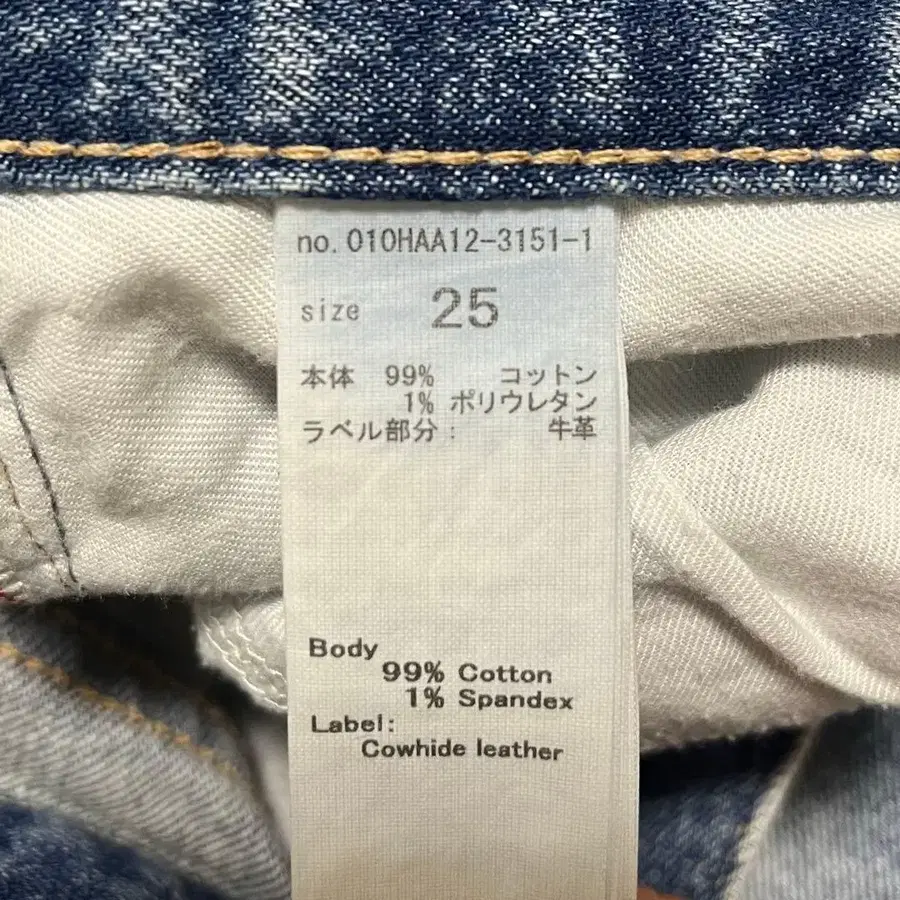 no. 010HAA12-3151-1
size 25
本体 99% コットン
1% ポリウレタン
ラベル部分: 牛革
Body
99% Cotton
1% Spandex
Label:
Cowhide leather